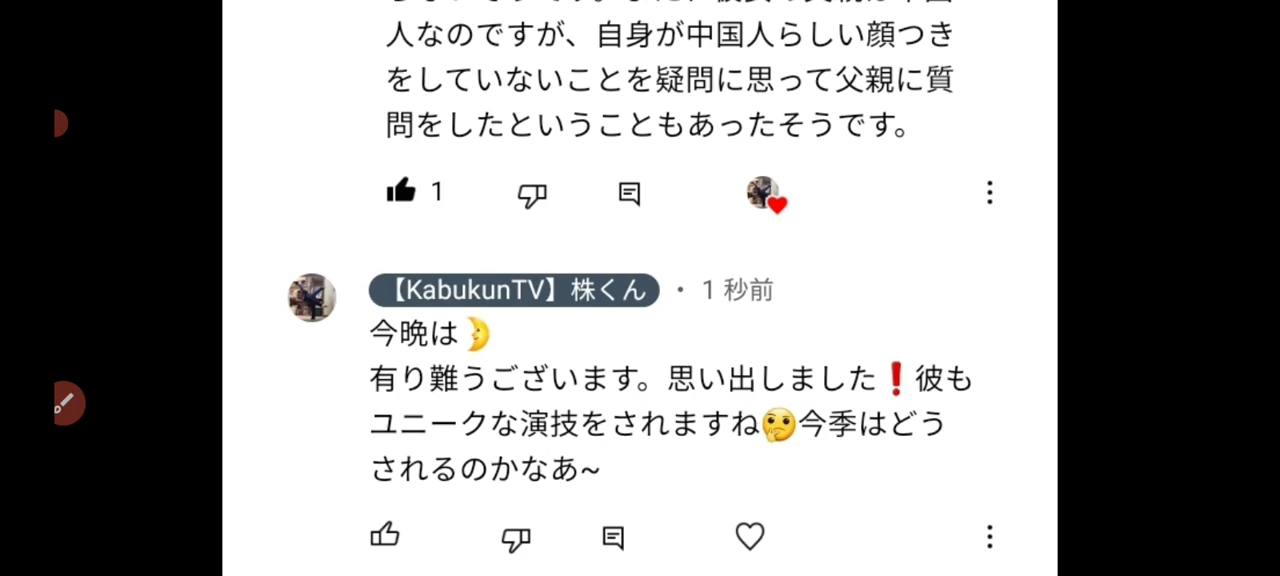 人なのですが、自身が中国人らしい顔つき
をしていないことを疑問に思って父親に質
問をしたということもあったそうです。
1
【KabukunTV】株くん ・ 1 秒前
今晩は🌛
有り難うございます。思い出しました❗彼も
ユニークな演技をされますね🤔今季はどう
されるのかなあ~